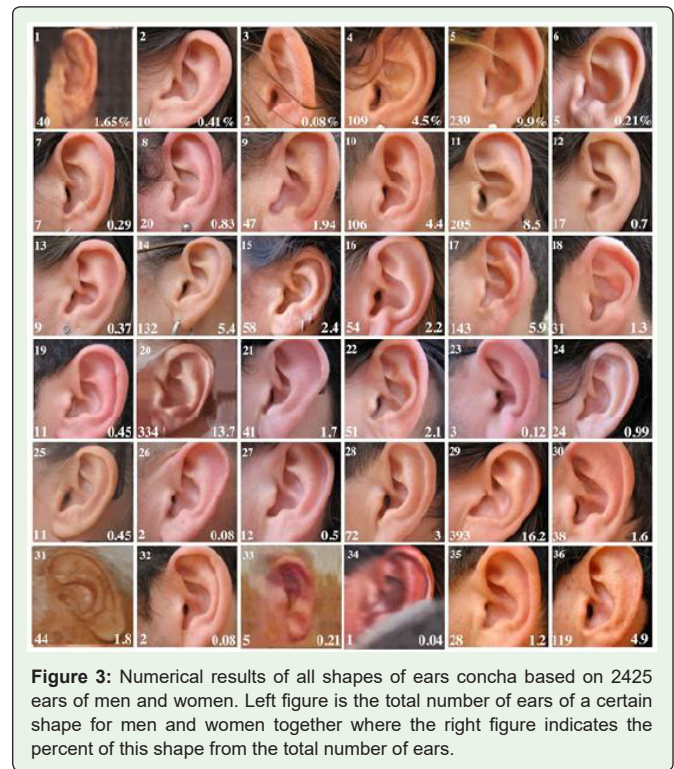 1 2 3 4 5 6
40 1.65% 10 0.41% 2 0.08% 109 4.5% 239 9.9% 5 0.21%
7 8 9 10 11 12
7 0.29 20 0.83 47 1.94 106 4.4 205 8.5 17 0.7
13 14 15 16 17 18
9 0.37 132 5.4 58 2.4 54 2.2 143 5.9 31 1.3
19 20 21 22 23 24
11 0.45 334 13.7 41 1.7 51 2.1 3 0.12 24 0.99
25 26 27 28 29 30
11 0.45 2 0.08 12 0.5 72 3 393 16.2 38 1.6
31 32 33 34 35 36
44 1.8 2 0.08 5 0.21 1 0.04 28 1.2 119 4.9
Figure 3: Numerical results of all shapes of ears concha based on 2425
ears of men and women. Left figure is the total number of ears of a certain
shape for men and women together where the right figure indicates the
percent of this shape from the total number of ears.